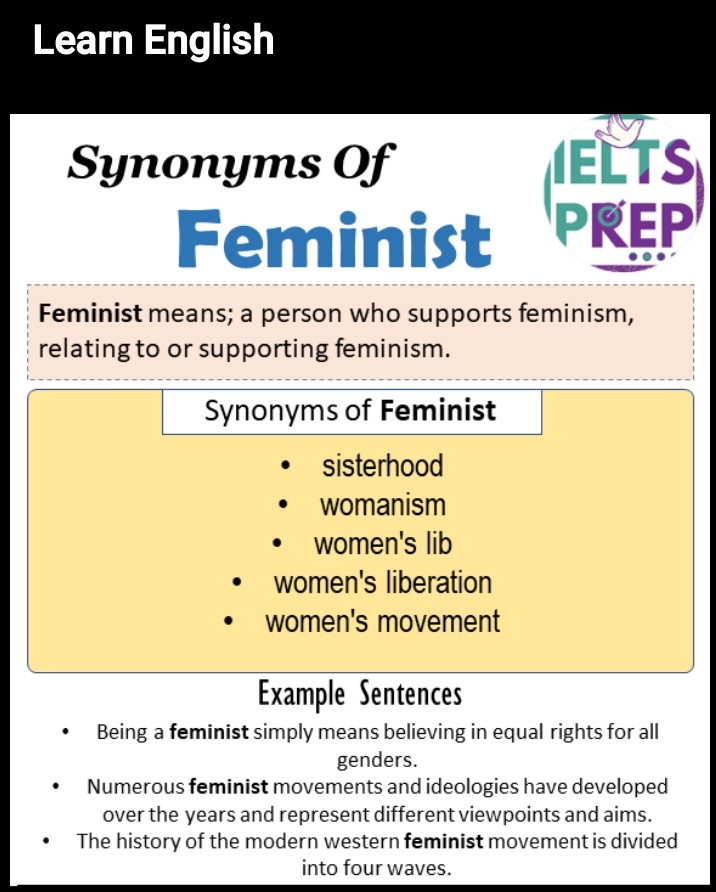 Learn English
Synonyms Of
IELTS
PREP
Feminist
Feminist means; a person who supports feminism,
relating to or supporting feminism.
Synonyms of Feminist
• sisterhood
• womanism
• women's lib
• women's liberation
• women's movement
Example Sentences
• Being a feminist simply means believing in equal rights for all
genders.
• Numerous feminist movements and ideologies have developed
over the years and represent different viewpoints and aims.
• The history of the modern western feminist movement is divided
into four waves.